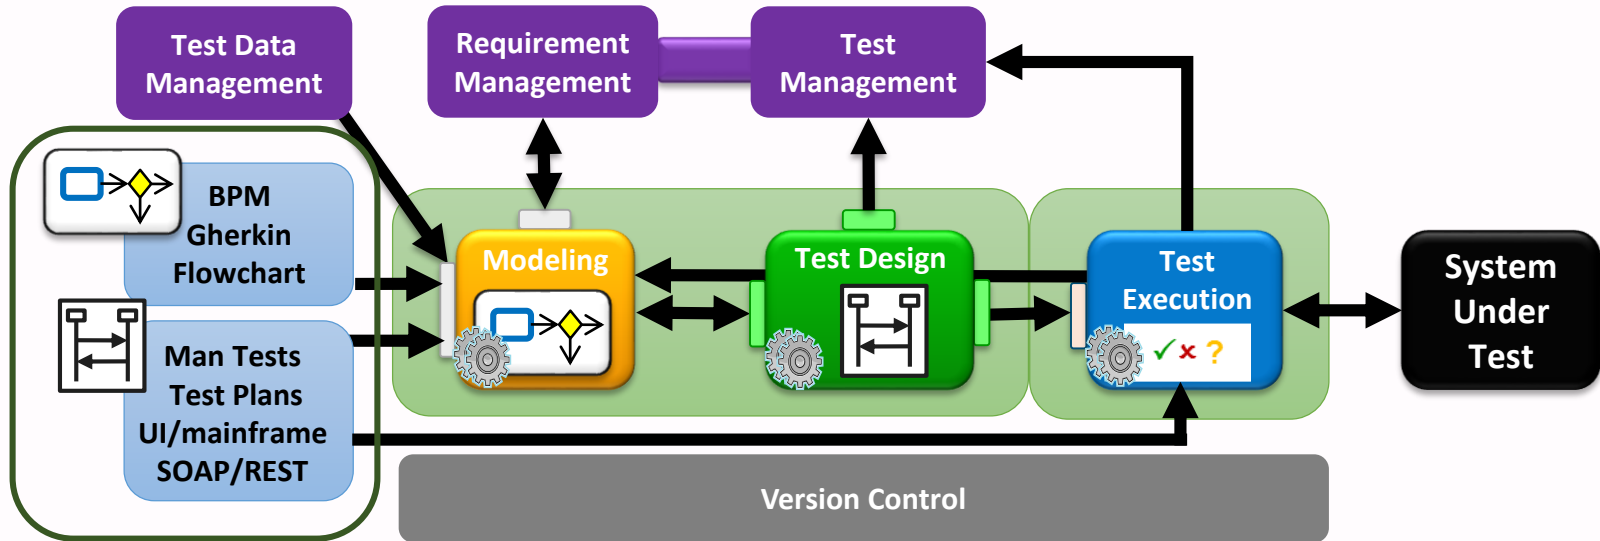 Test Data
Management
Requirement
Management
Test
Management
BPM
Gherkin
Flowchart
Man Tests
Test Plans
UI/mainframe
SOAP/REST
Modeling
Test Design
Test
Execution
✓ × ?
System
Under
Test
Version Control